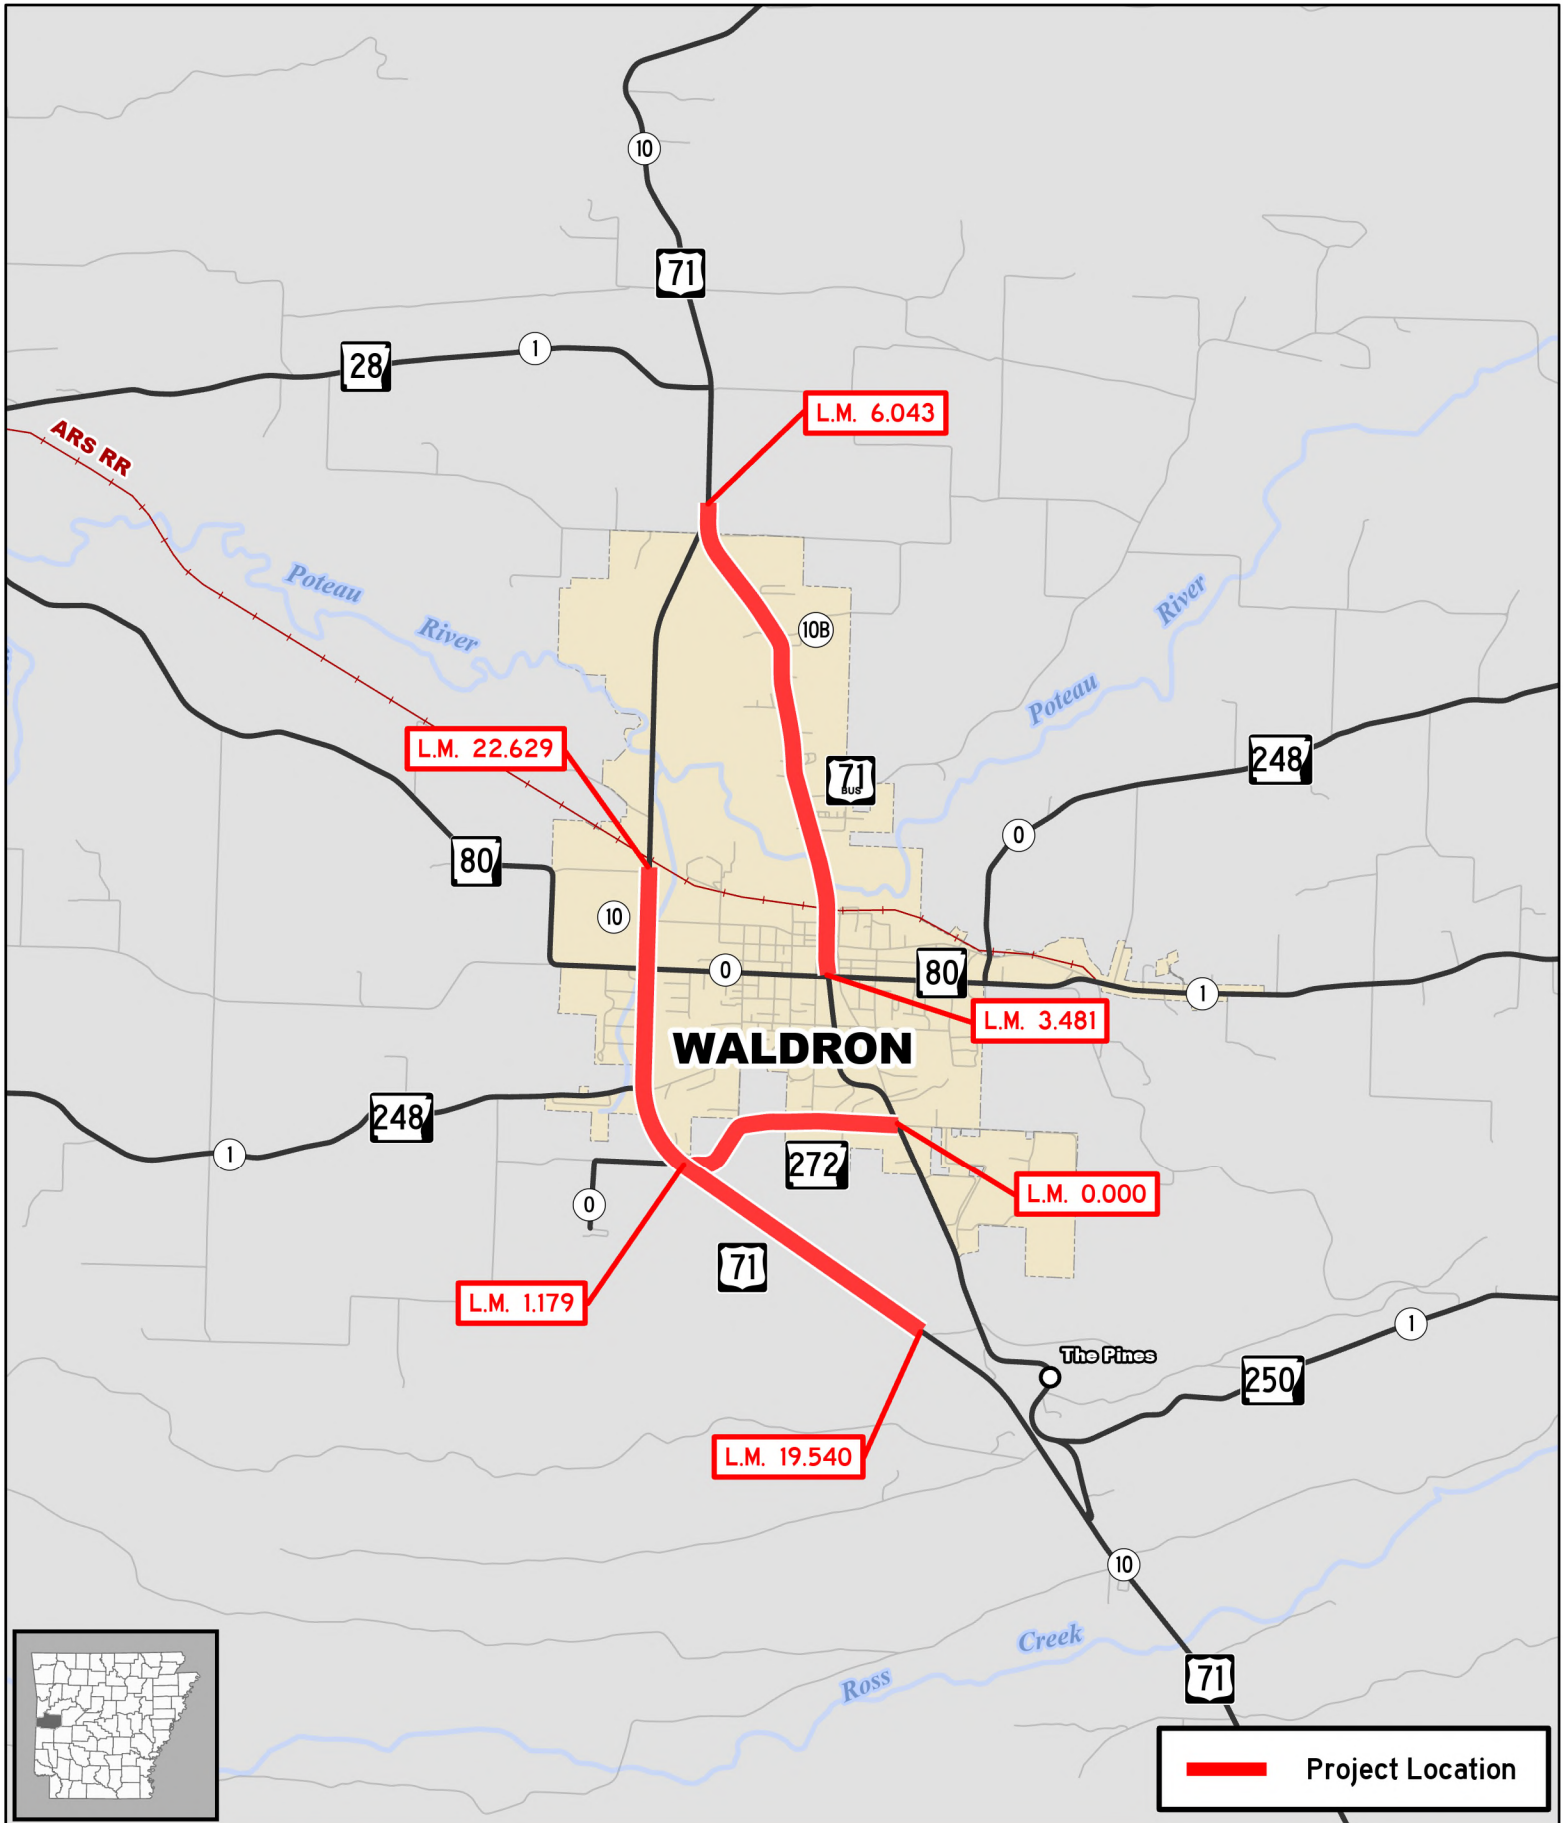 10
71
1
28
L.M. 6.043
ARS RR
Poteau
River
10B
River
Poteau
L.M. 22.629
71
BUS
248
0
80
10
0
80
1
L.M. 3.481
WALDRON
248
1
272
L.M. 0.000
0
71
L.M. 1.179
1
The Pines
250
L.M. 19.540
10
Creek
Ross
71
Project Location